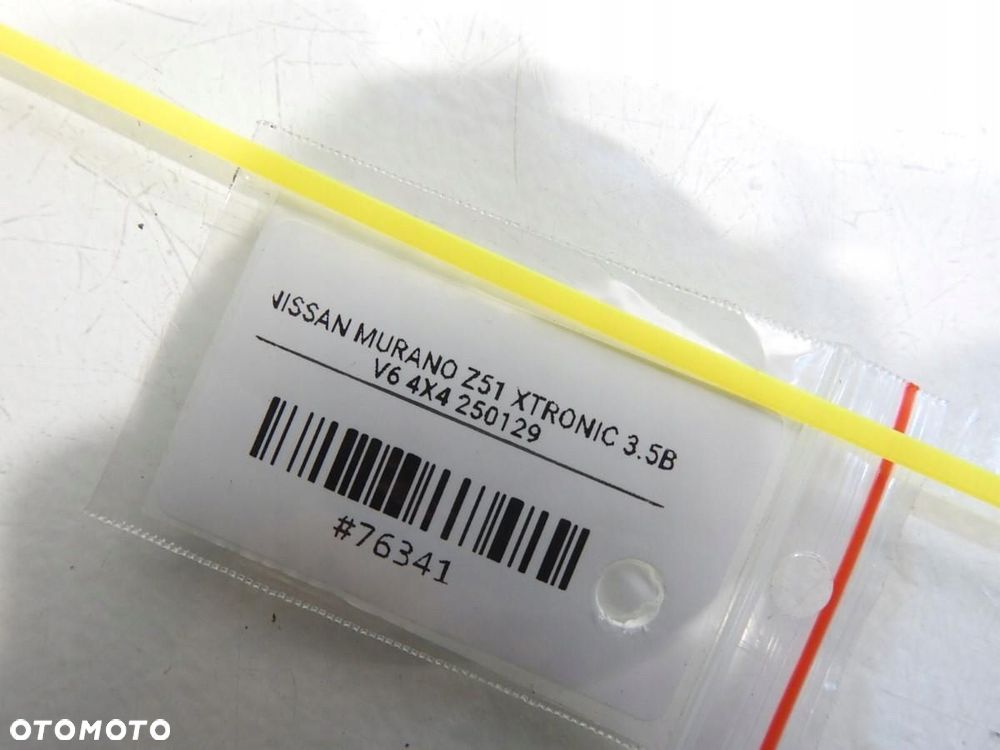 NISSAN MURANO Z51 XTRONIC 3.5B
V6 4X4 250129
#76341
OTOMOTO